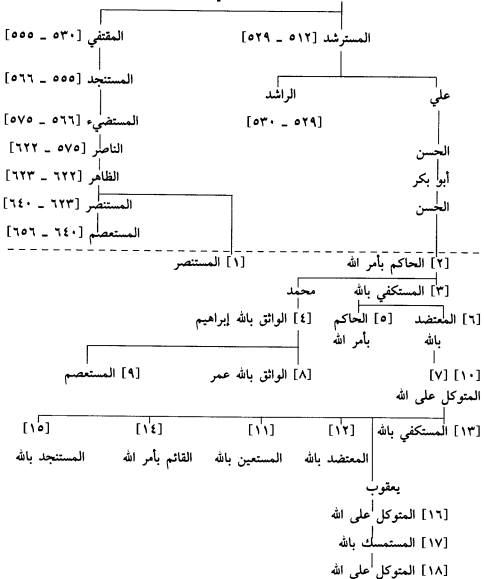 المسترشد [٥١٢ – ٥٢٩] المقتفي [٥٣٠ – ٥٥٥]
المستنجد [٥٥٥ – ٥٦٦]
علي الراشد
[٥٢٩ – ٥٣٠] المستضيء [٥٦٦ – ٥٧٥]
الحسن الناصر [٥٧٥ – ٦٢٢]
أبو بكر الظاهر [٦٢٢ – ٦٢٣]
الحسن المستنصر [٦٢٣ – ٦٤٠]
المستعصم [٦٤٠ – ٦٥٦]
[٢] الحاكم بأمر الله [١] المستنصر
[٣] المستكفي بالله محمد
[٦] المعتضد [٥] الحاكم [٤] الواثق بالله إبراهيم
بالله بأمر الله
[١٠] [٧] [٨] الواثق بالله عمر [٩] المستعصم
المتوكل على الله
[١٣] المستكفي بالله [١٢] [١١] [١٤] [١٥]
المعتضد بالله المستعين بالله القائم بأمر الله المستنجد بالله
يعقوب
[١٦] المتوكل على الله
[١٧] المستمسك بالله
[١٨] المتوكل على الله